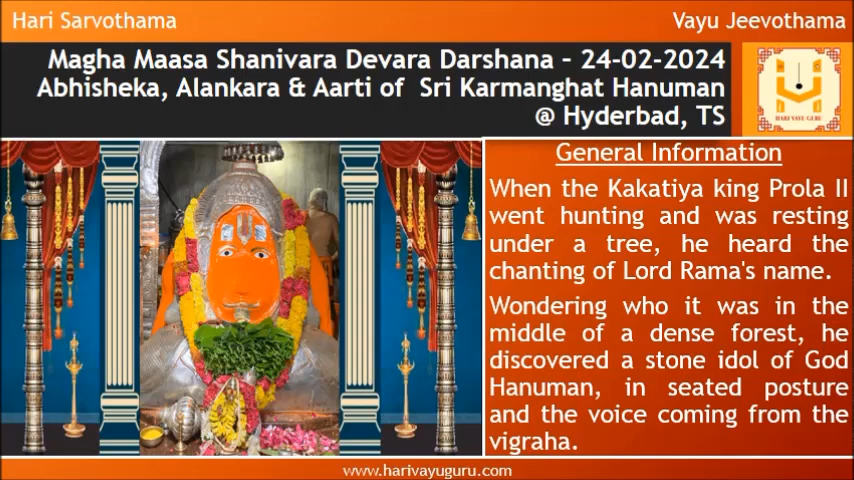 Hari Sarvothama
Vayu Jeevothama
Magha Maasa Shanivara Devara Darshana - 24-02-2024
Abhisheka, Alankara & Aarti of Sri Karmanghat Hanuman
@ Hyderbad, TS
HARI VAYU GURU
General Information
When the Kakatiya king Prola II
went hunting and was resting
under a tree, he heard the
chanting of Lord Rama's name.
Wondering who it was in the
middle of a dense forest, he
discovered a stone idol of God
Hanuman, in seated posture
and the voice coming from the
vigraha.
www.harivayuguru.com